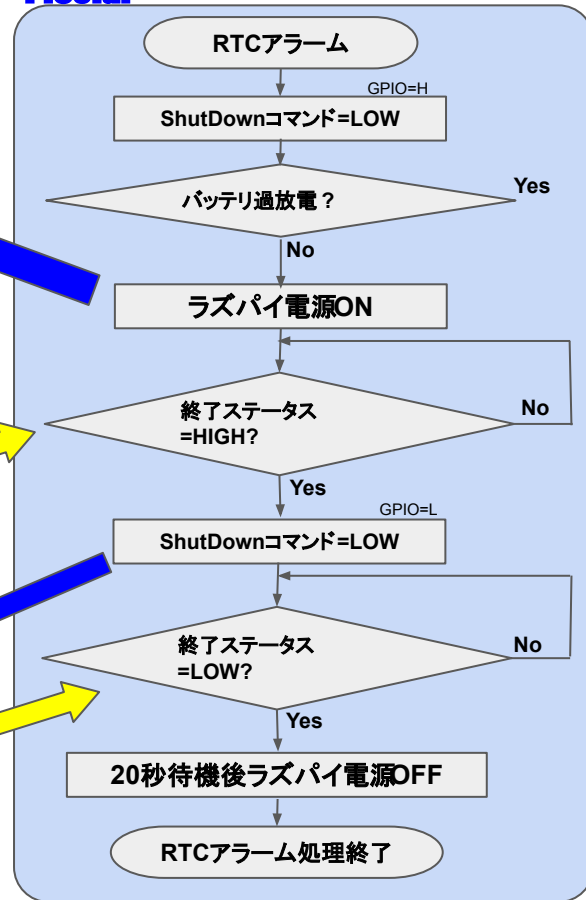 RTCアラーム
GPIO=H
ShutDownコマンド=LOW
バッテリ過放電？
Yes
No
ラズパイ電源ON
終了ステータス
=HIGH?
No
Yes
GPIO=L
ShutDownコマンド=LOW
終了ステータス
=LOW?
No
Yes
20秒待機後ラズパイ電源OFF
RTCアラーム処理終了